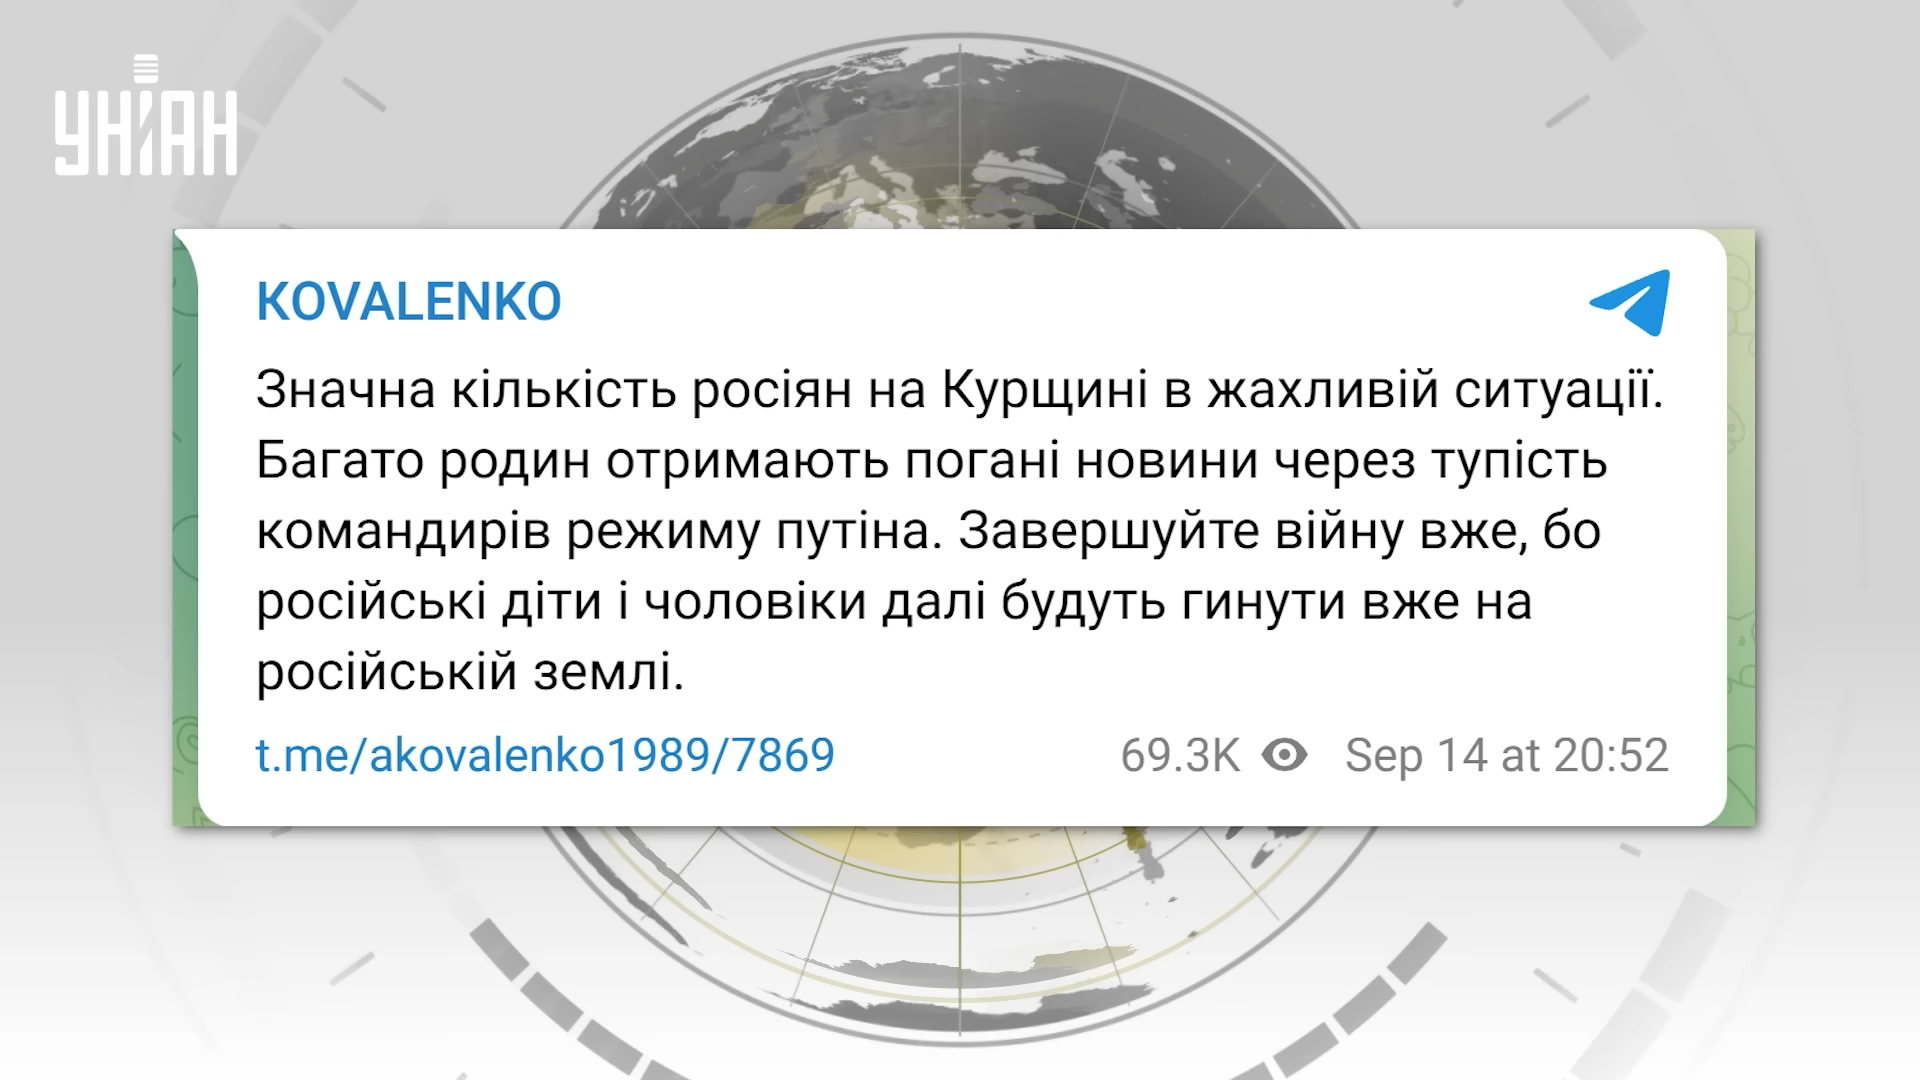 УНІАН
KOVALENKO
Значна кількість росіян на Курщині в жахливій ситуації.
Багато родин отримають погані новини через тупість
командирів режиму путіна. Завершуйте війну вже, бо
російські діти і чоловіки далі будуть гинути вже на
російській землі.
t.me/akovalenko1989/7869 69.3K Sep 14 at 20:52